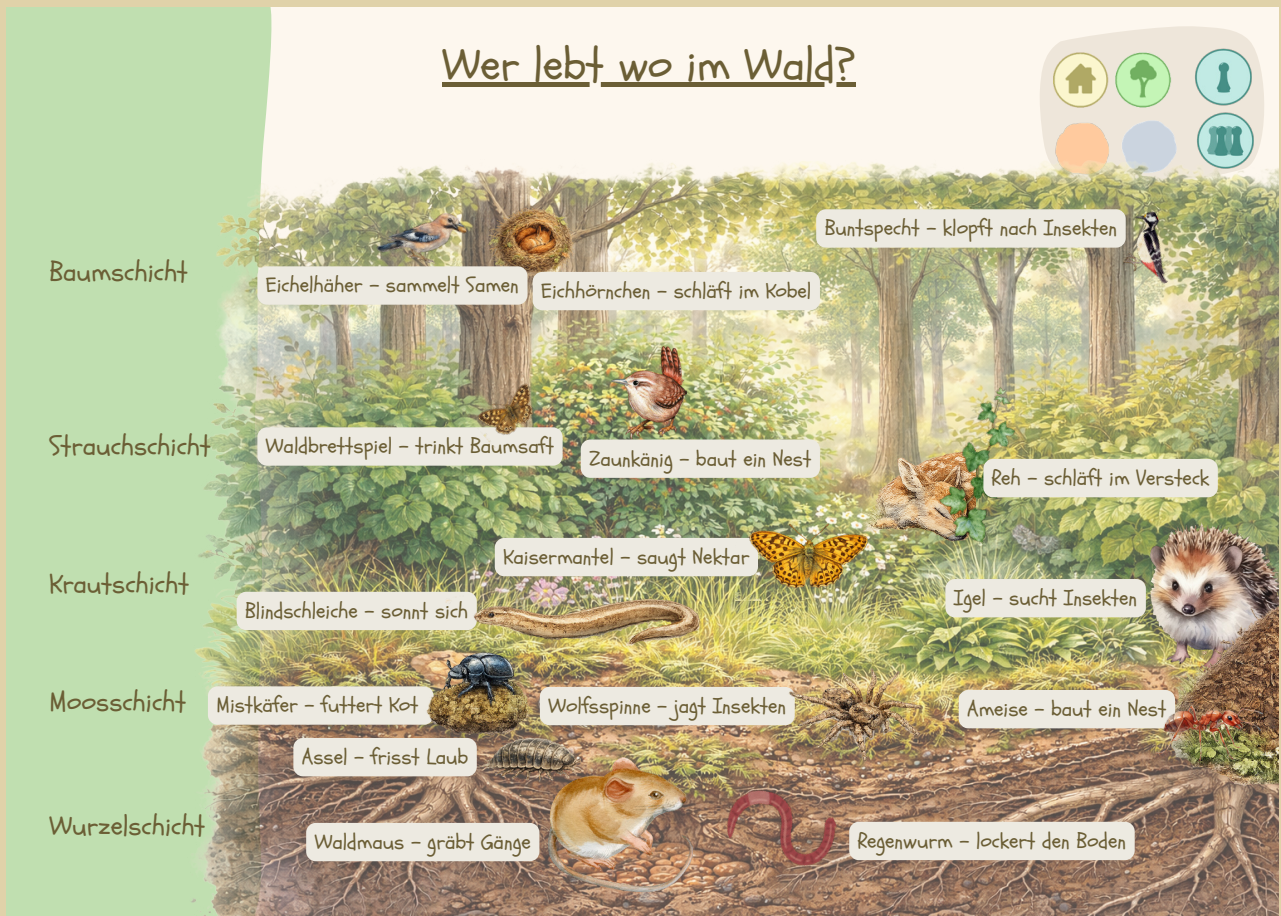 Wer lebt wo im Wald?
Baumschicht
Buntspecht – klopft nach Insekten
Eichelhäher – sammelt Samen
Eichhörnchen – schläft im Kobel
Strauchschicht
Waldbrettspiel – trinkt Baumsaft
Zaunkänig – baut ein Nest
Reh – schläft im Versteck
Krautschicht
Kaisermantel – saugt Nektar
Blindschleiche – sonnt sich
Igel – sucht Insekten
Moosschicht
Mistkäfer – futtert Kot
Wolfsspinne – jagt Insekten
Ameise – baut ein Nest
Assel – frisst Laub
Wurzelschicht
Waldmaus – gräbt Gänge
Regenwurm – lockert den Boden